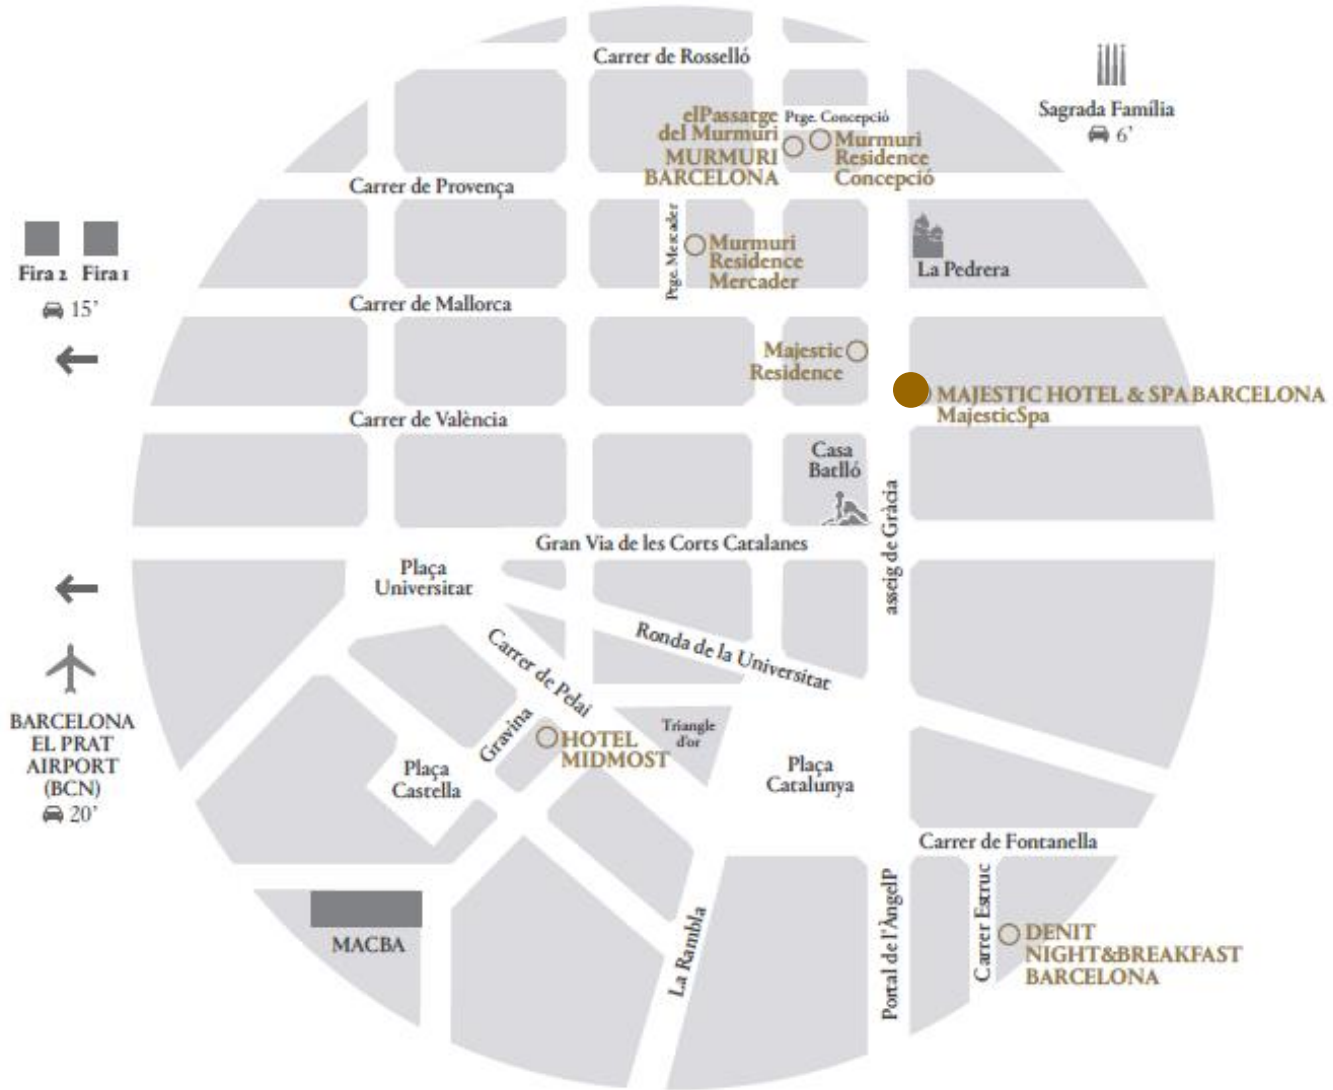 Carrer de Rosselló
Sagrada Família
6'
elPassatge
del Murmuri
MURMURI
BARCELONA
Ptge. Concepció
Murmuri
Residence
Concepció
Carrer de Provença
Ptge. Mercader
Murmuri
Residence
Mercader
La Pedrera
Fira 2 Fira 1
15'
Carrer de Mallorca
Majestic
Residence
MAJESTIC HOTEL & SPA BARCELONA
MajesticSpa
Carrer de València
Casa
Batlló
asseig de Gràcia
Gran Via de les Corts Catalanes
Plaça
Universitat
Ronda de la Universitat
Carrer de Pelai
Gravina
HOTEL
MIDMOST
Triangle
d'or
BARCELONA
EL PRAT
AIRPORT
(BCN)
20'
Plaça
Castella
Plaça
Catalunya
Carrer de Fontanella
MACBA
La Rambla
Portal de l'ÀngelP
Carrer Estruc
DENIT
NIGHT&BREAKFAST
BARCELONA